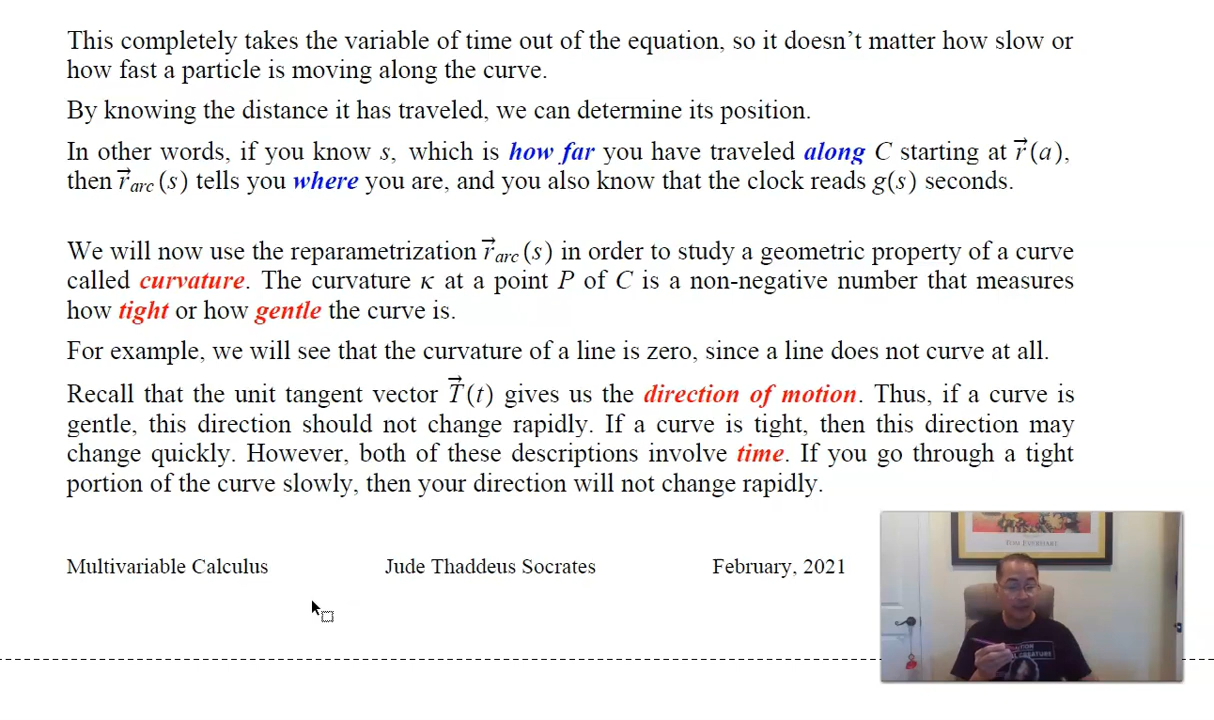 This completely takes the variable of time out of the equation, so it doesn’t matter how slow or
how fast a particle is moving along the curve.
By knowing the distance it has traveled, we can determine its position.
In other words, if you know s, which is how far you have traveled along C starting at r⃗(a),
then r⃗arc(s) tells you where you are, and you also know that the clock reads g(s) seconds.
We will now use the reparametrization r⃗arc(s) in order to study a geometric property of a curve
called curvature. The curvature κ at a point P of C is a non-negative number that measures
how tight or how gentle the curve is.
For example, we will see that the curvature of a line is zero, since a line does not curve at all.
Recall that the unit tangent vector T⃗(t) gives us the direction of motion. Thus, if a curve is
gentle, this direction should not change rapidly. If a curve is tight, then this direction may
change quickly. However, both of these descriptions involve time. If you go through a tight
portion of the curve slowly, then your direction will not change rapidly.
Multivariable Calculus Jude Thaddeus Socrates February, 2021